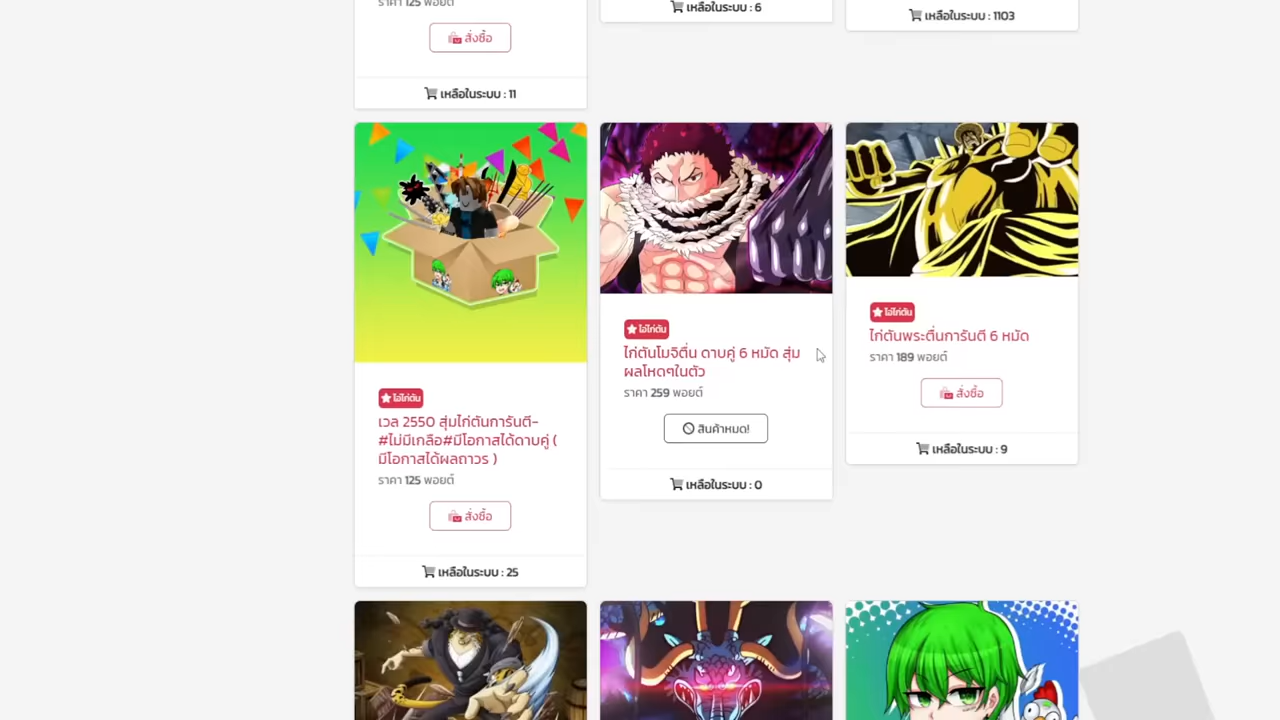 ราคา 125 พอยต์
สั่งซื้อ
เหลือในระบบ : 11
เหลือในระบบ : 6
เหลือในระบบ : 1103
ไอ่ไก่ตัน
เวล 2550 สุ่มไก่ตันการันตี-
#ไม่มีเกลือ#มีโอกาสได้ดาบคู่ (
มีโอกาสได้ผลถาวร )
ราคา 125 พอยต์
สั่งซื้อ
เหลือในระบบ : 25
ไอ่ไก่ตัน
ไก่ตันโมจิตื่น ดาบคู่ 6 หมัด สุ่ม
ผลโหดๆในตัว
ราคา 259 พอยต์
สินค้าหมด!
เหลือในระบบ : 0
ไอ่ไก่ตัน
ไก่ตันพระตื่นการันตี 6 หมัด
ราคา 189 พอยต์
สั่งซื้อ
เหลือในระบบ : 9